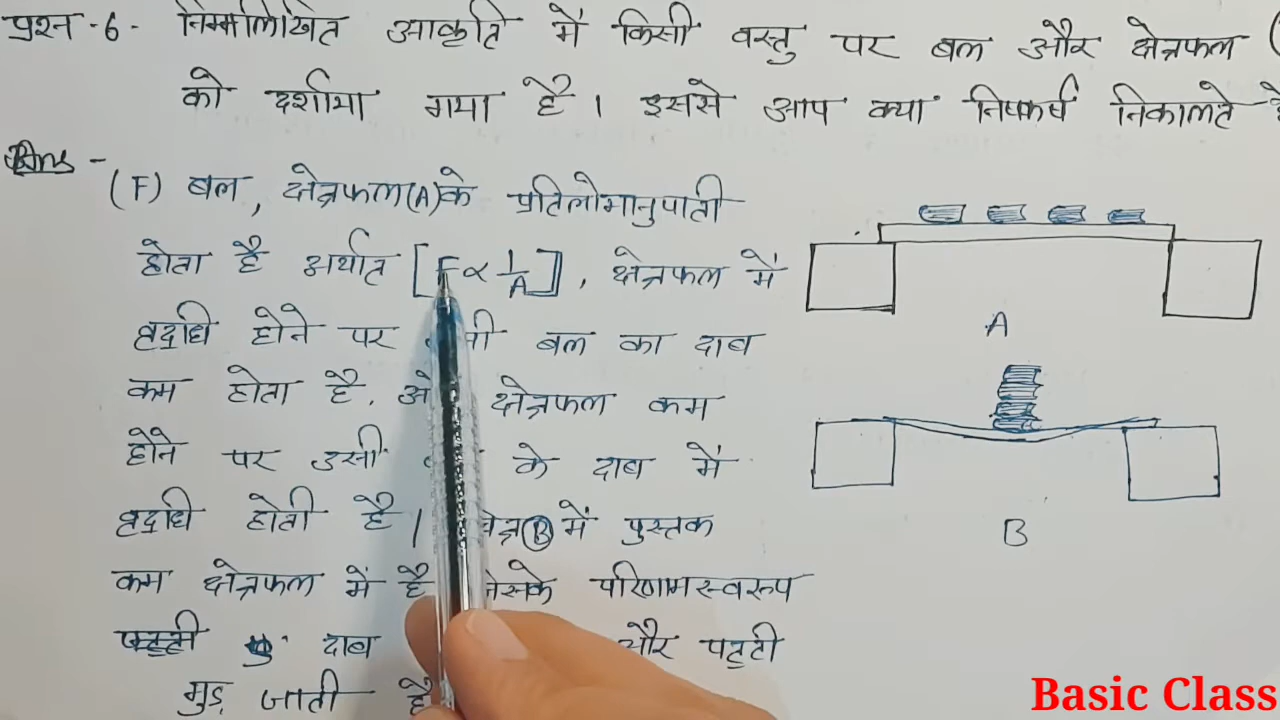 प्रश्न-6- निम्नलिखित आकृति में किसी वस्तु पर बल और क्षेत्रफल (
को दर्शाया गया है। इससे आप क्या निष्कर्ष निकालते
Ans -
(F) बल, क्षेत्रफल(A)के प्रतिलोमानुपाती
होता है अर्थात [F∝ 1/A], क्षेत्रफल में
वृद्धि होने पर बल का दाब
कम होता है. क्षेत्रफल कम
होने पर उसी के दाब में
वृद्धि होती है। B में पुस्तक
कम क्षेत्रफल में है परिणामस्वरूप
दाब और पट्टी
मुड़ जाती है
A
B
Basic Class